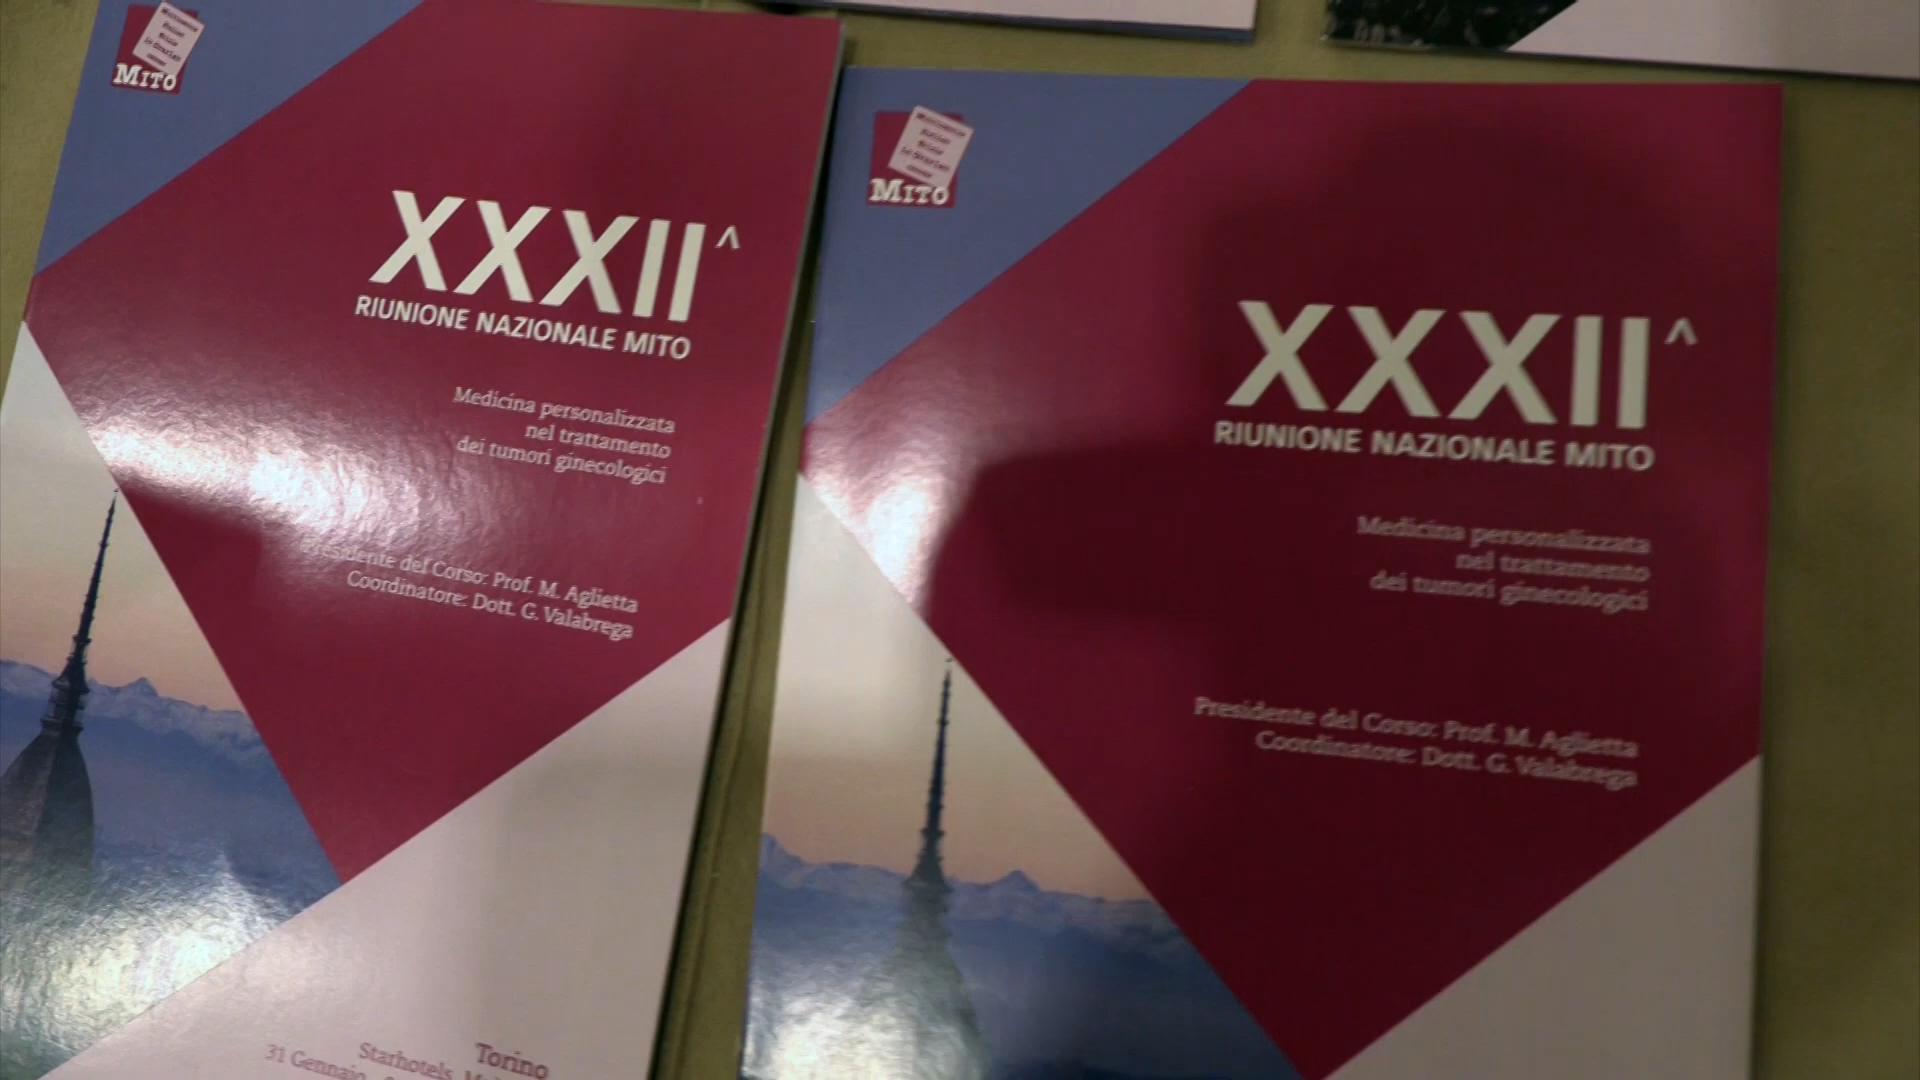 MITO
XXXII^
RIUNIONE NAZIONALE MITO
Medicina personalizzata
nel trattamento
dei tumori ginecologici
Presidente del Corso: Prof. M. Aglietta
Coordinatore: Dott. G. Valabrega
Torino
Starhotels
31 Gennaio
MITO
XXXII^
RIUNIONE NAZIONALE MITO
Medicina personalizzata
nel trattamento
dei tumori ginecologici
Presidente del Corso: Prof. M. Aglietta
Coordinatore: Dott. G. Valabrega